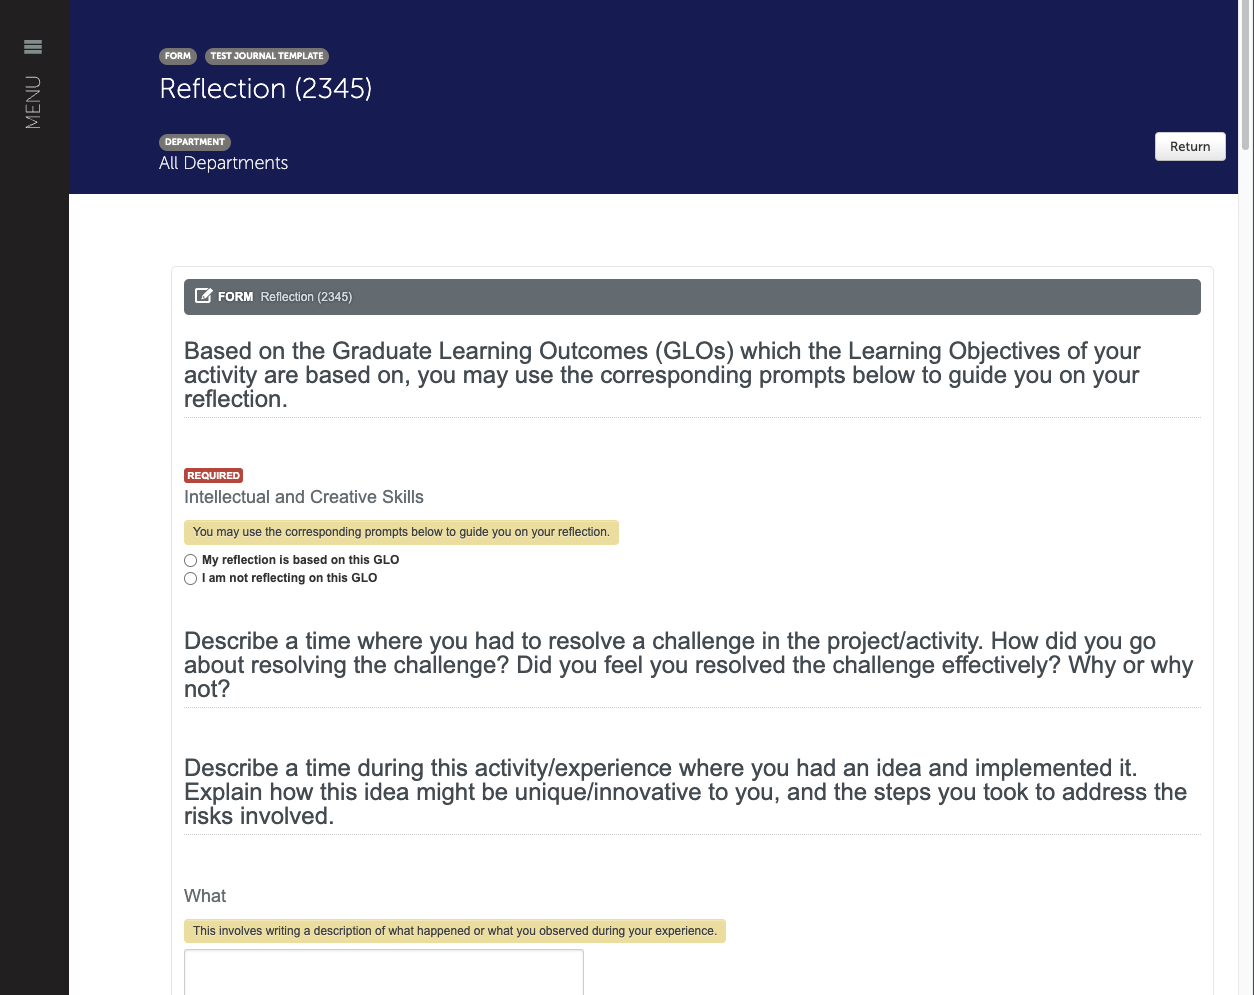 MENU
FORM TEST JOURNAL TEMPLATE
Reflection (2345)
DEPARTMENT
All Departments
Return
FORM Reflection (2345)
Based on the Graduate Learning Outcomes (GLOs) which the Learning Objectives of your
activity are based on, you may use the corresponding prompts below to guide you on your
reflection.
REQUIRED
Intellectual and Creative Skills
You may use the corresponding prompts below to guide you on your reflection.
My reflection is based on this GLO
I am not reflecting on this GLO
Describe a time where you had to resolve a challenge in the project/activity. How did you go
about resolving the challenge? Did you feel you resolved the challenge effectively? Why or why
not?
Describe a time during this activity/experience where you had an idea and implemented it.
Explain how this idea might be unique/innovative to you, and the steps you took to address the
risks involved.
What
This involves writing a description of what happened or what you observed during your experience.